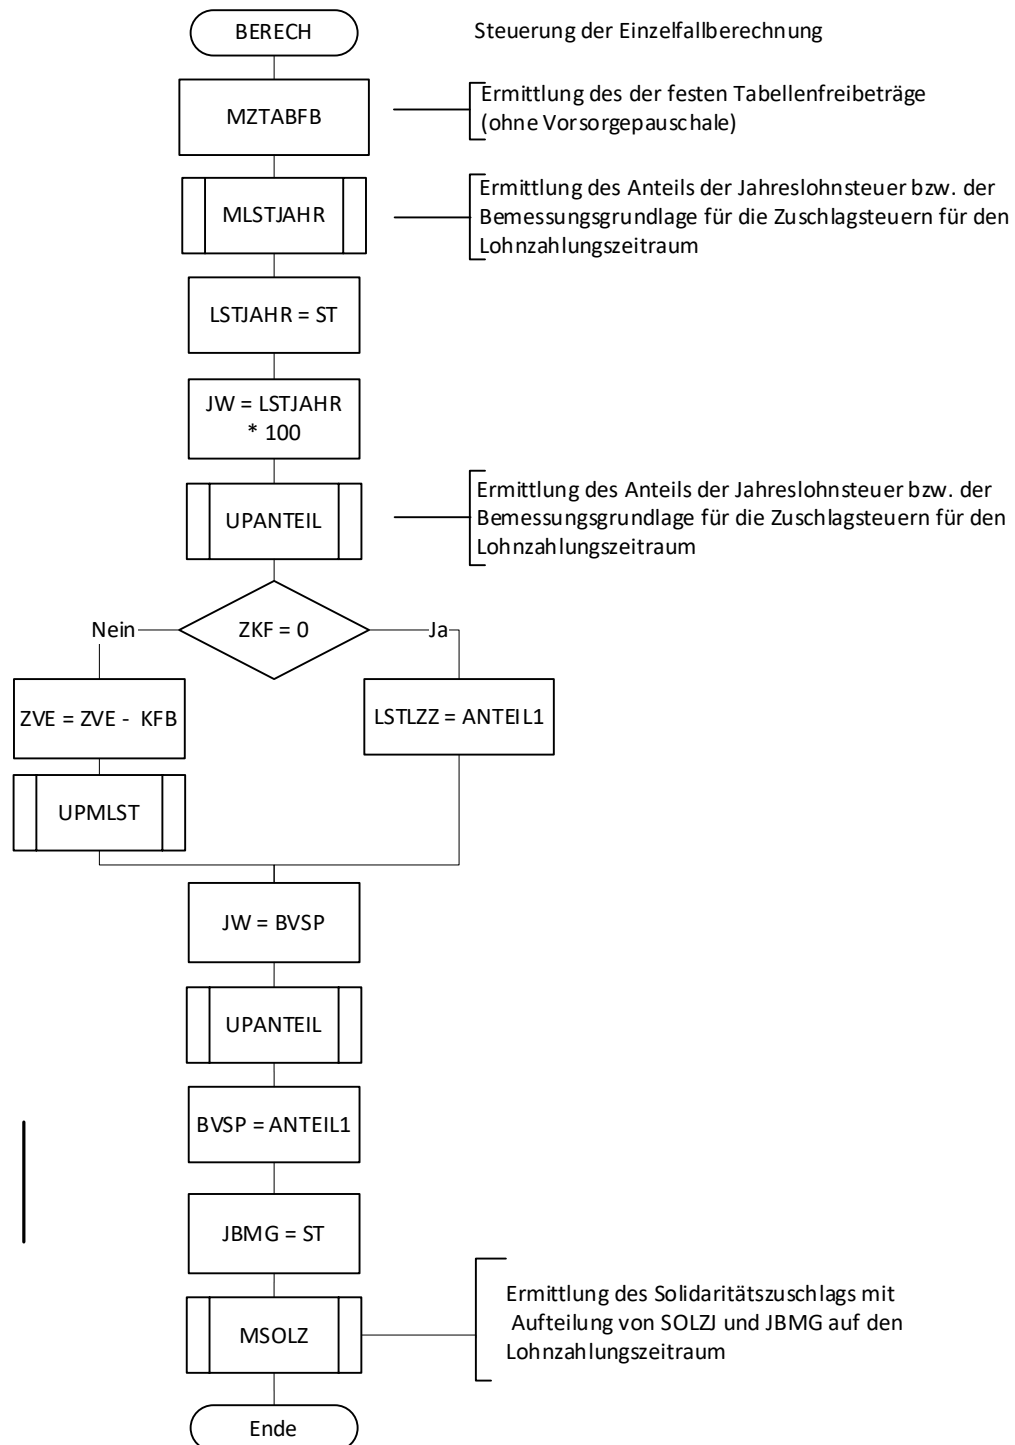 BERECH
Steuerung der Einzelfallberechnung
MZTABFB
Ermittlung des der festen Tabellenfreibeträge
(ohne Vorsorgepauschale)
MLSTJAHR
Ermittlung des Anteils der Jahreslohnsteuer bzw. der
Bemessungsgrundlage für die Zuschlagsteuern für den
Lohnzahlungszeitraum
LSTJAHR = ST
JW = LSTJAHR
* 100
UPANTEIL
Ermittlung des Anteils der Jahreslohnsteuer bzw. der
Bemessungsgrundlage für die Zuschlagsteuern für den
Lohnzahlungszeitraum
Nein
ZKF = 0
Ja
ZVE = ZVE - KFB
LSTLZZ = ANTEIL1
UPMLST
JW = BVSP
UPANTEIL
BVSP = ANTEIL1
JBMG = ST
MSOLZ
Ermittlung des Solidaritätszuschlags mit
Aufteilung von SOLZJ und JBMG auf den
Lohnzahlungszeitraum
Ende